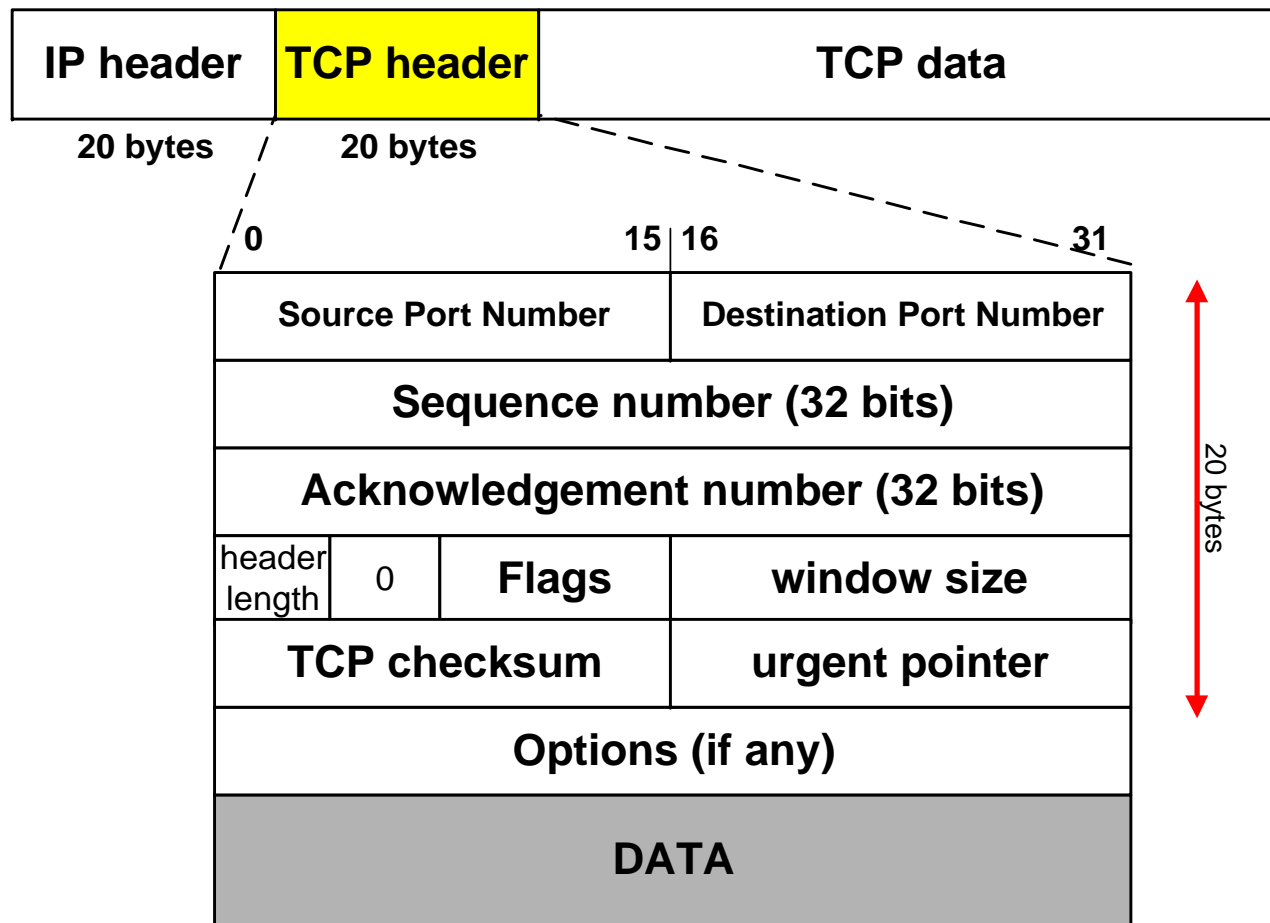 IP header TCP header TCP data
20 bytes 20 bytes
0 15 16 31
Source Port Number Destination Port Number
Sequence number (32 bits)
20 bytes
Acknowledgement number (32 bits)
header
length
0 Flags window size
TCP checksum urgent pointer
Options (if any)
DATA